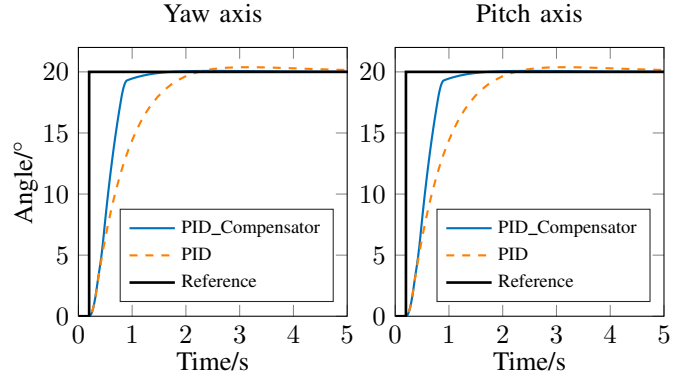 Yaw axis
Pitch axis
Angle/°
20
15
10
5
0
0 1 2 3 4 5
Time/s
PID_Compensator
PID
Reference
20
15
10
5
0
0 1 2 3 4 5
Time/s
PID_Compensator
PID
Reference